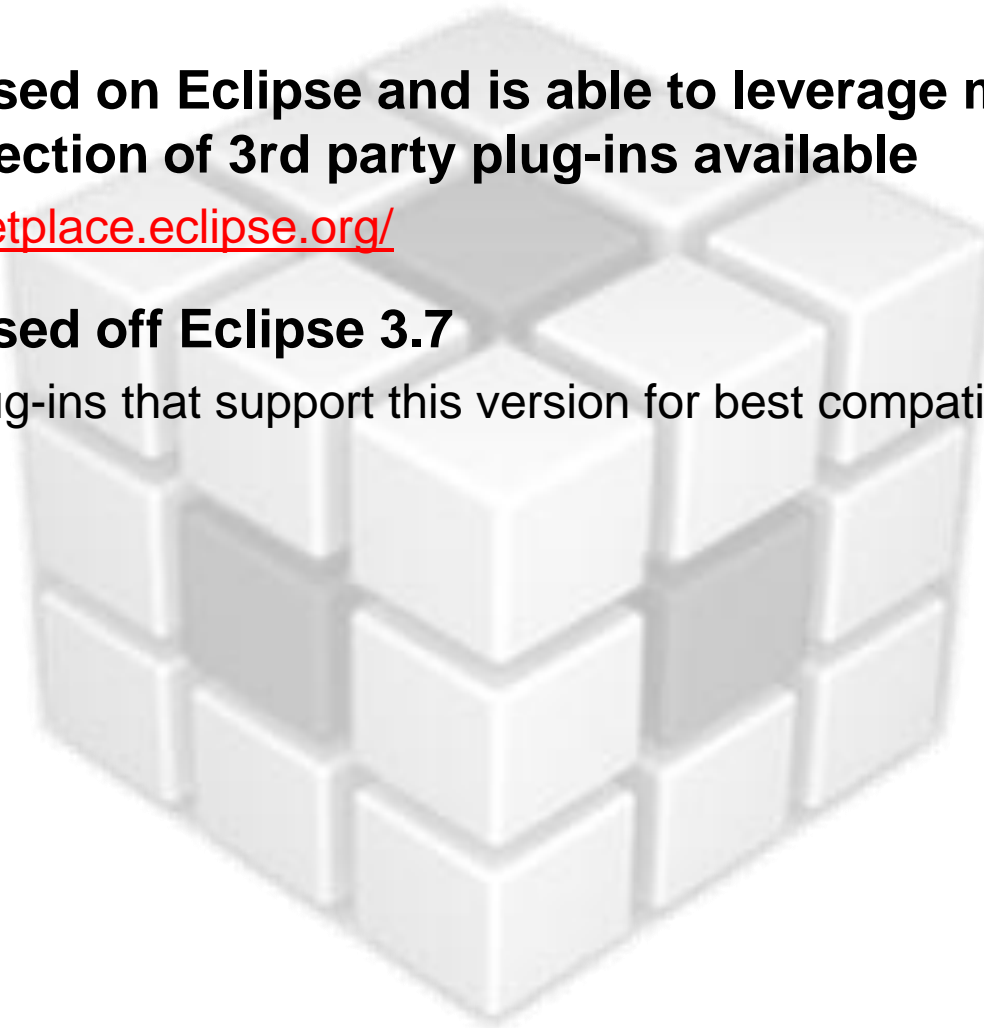 sed on Eclipse and is able to leverage
ection of 3rd party plug-ins available
etplace.eclipse.org/
sed off Eclipse 3.7
ug-ins that support this version for best compati